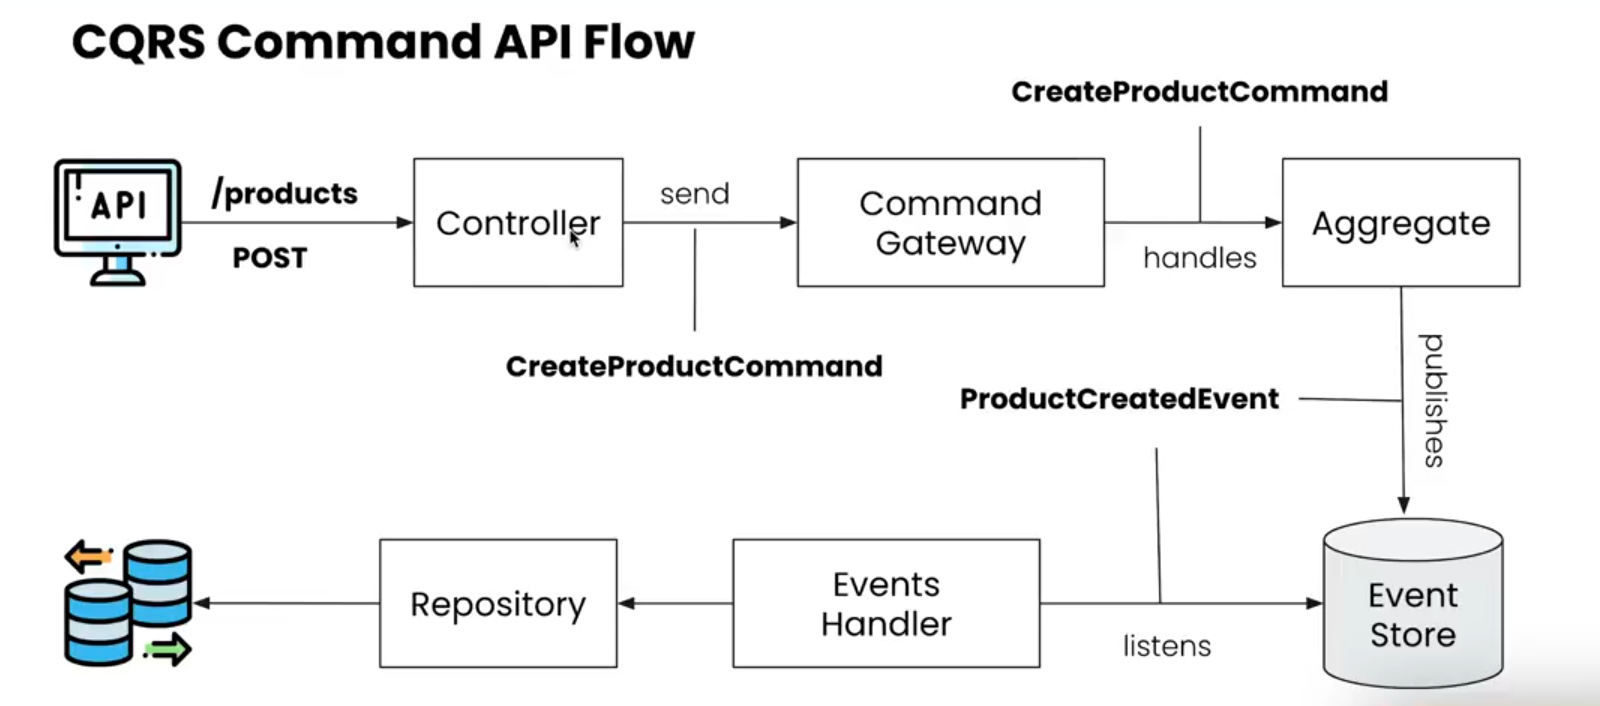 CQRS Command API Flow
CreateProductCommand
API
/products
POST
Controller
send
Command
Gateway
handles
Aggregate
CreateProductCommand
ProductCreatedEvent
publishes
Repository
Events
Handler
listens
Event
Store